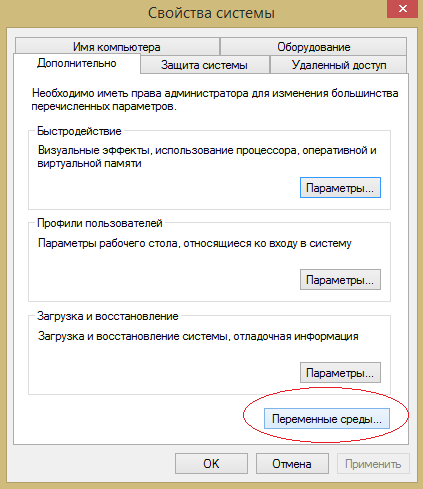 Свойства системы
Имя компьютера
Оборудование
Дополнительно
Защита системы
Удаленный доступ
Необходимо иметь права администратора для изменения большинства
перечисленных параметров.
Быстродействие
Визуальные эффекты, использование процессора, оперативной и
виртуальной памяти
Параметры...
Профили пользователей
Параметры рабочего стола, относящиеся ко входу в систему
Параметры...
Загрузка и восстановление
Загрузка и восстановление системы, отладочная информация
Параметры...
Переменные среды...
OK
Отмена
Применить